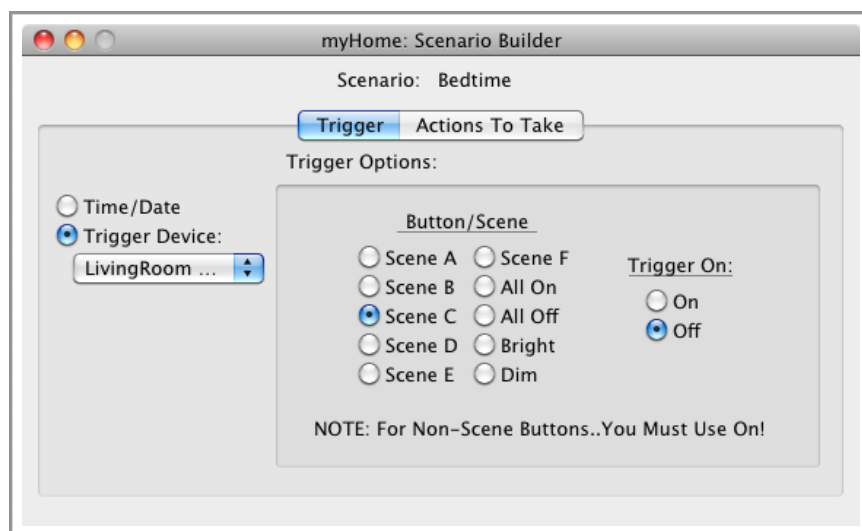 myHome: Scenario Builder
Scenario: Bedtime
Trigger Actions To Take
Trigger Options:
Time/Date
Trigger Device:
LivingRoom ...
Button/Scene
Scene A Scene F
Scene B All On
Scene C All Off
Scene D Bright
Scene E Dim
Trigger On:
On
Off
NOTE: For Non-Scene Buttons..You Must Use On!